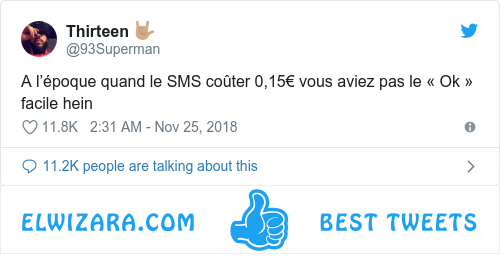 Thirteen 🤟🏽
@93Superman
A l’époque quand le SMS coûter 0,15€ vous aviez pas le « Ok »
facile hein
11.8K 2:31 AM - Nov 25, 2018
11.2K people are talking about this
ELWIZARA.COM BEST TWEETS